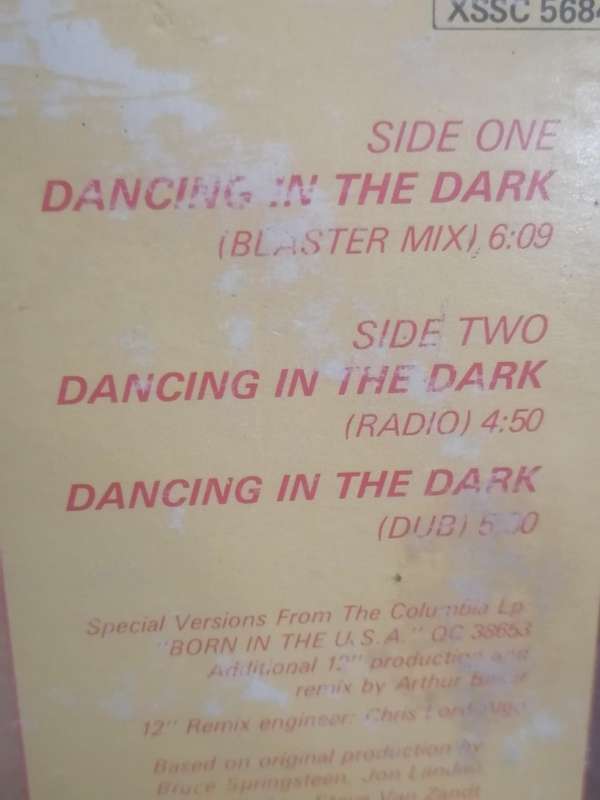 XSSC 568
SIDE ONE
DANCING IN THE DARK
(BLASTER MIX) 6:09
SIDE TWO
DANCING IN THE DARK
(RADIO) 4:50
DANCING IN THE DARK
(DUB)
Special Versions From The Columbia Lp
"BORN IN THE U.S.A." QC 38653
Additional 12" production and
remix by Arthur Baker
12" Remix engineer: Chris Lord-Alge
Based on original production by
Bruce Springsteen, Jon Landau
Steve Van Zandt